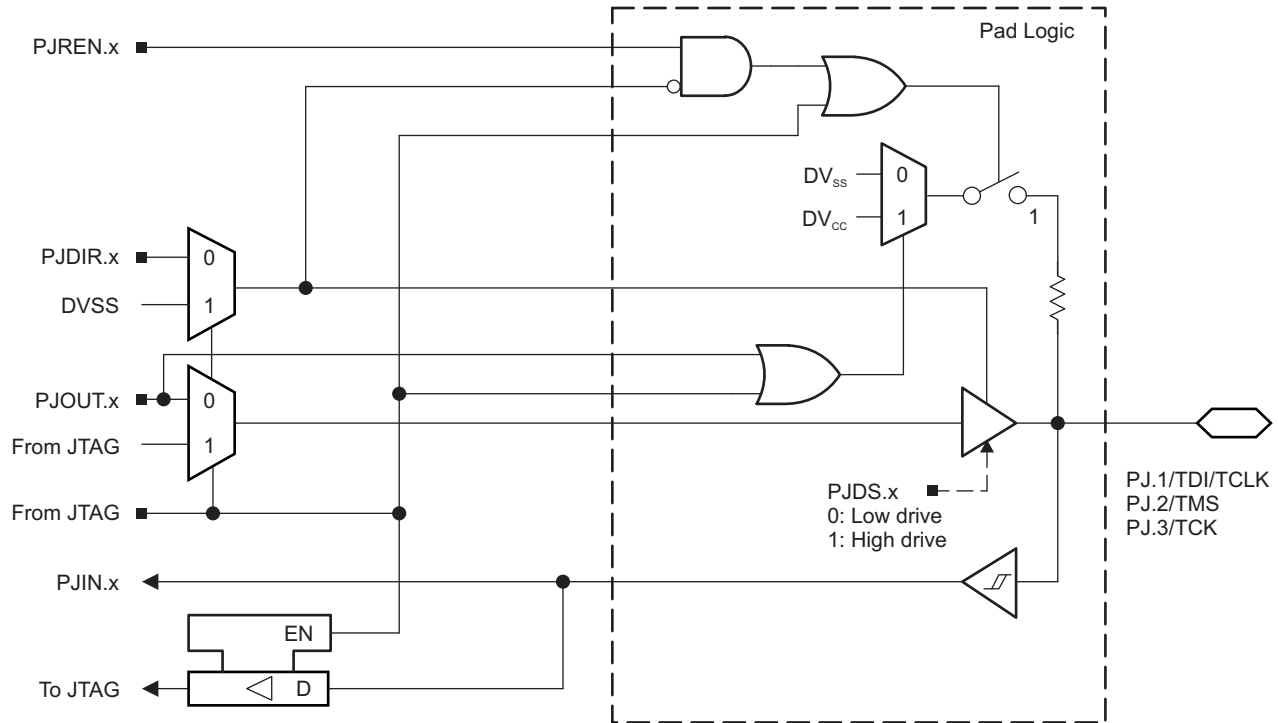 Pad Logic
PJREN.x
DVSS
0
DVCC
1
1
PJDIR.x
0
DVSS
1
PJOUT.x
0
From JTAG
1
PJDS.x
0: Low drive
1: High drive
PJ.1/TDI/TCLK
PJ.2/TMS
PJ.3/TCK
From JTAG
PJIN.x
EN
To JTAG
D